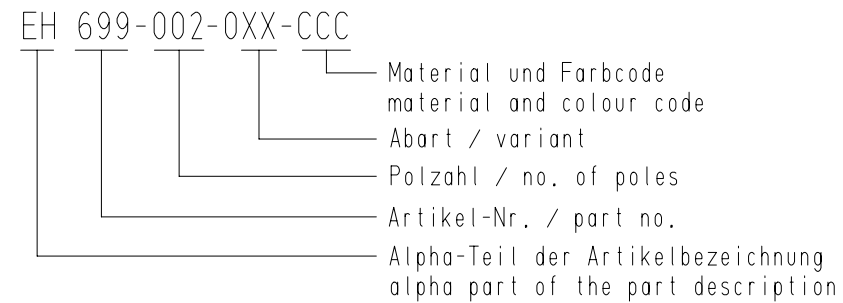 EH 699-002-0XX-CCC
Material und Farbcode
material and colour code
Abart / variant
Polzahl / no. of poles
Artikel-Nr. / part no.
Alpha-Teil der Artikelbezeichnung
alpha part of the part description